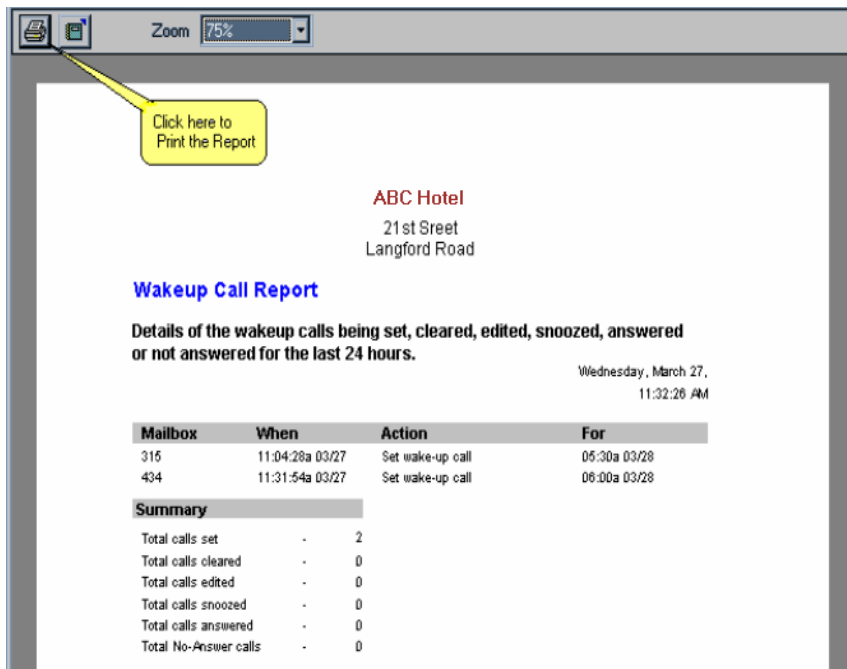 Zoom 75%
Click here to
Print the Report
ABC Hotel
21st Sreet
Langford Road
Wakeup Call Report
Details of the wakeup calls being set, cleared, edited, snoozed, answered
or not answered for the last 24 hours.
Wednesday, March 27,
11:32:26 AM
Mailbox When Action For
315 11:04:28a 03/27 Set wake-up call 05:30a 03/28
434 11:31:54a 03/27 Set wake-up call 06:00a 03/28
Summary
Total calls set - 2
Total calls cleared - 0
Total calls edited - 0
Total calls snoozed - 0
Total calls answered - 0
Total No-Answer calls - 0